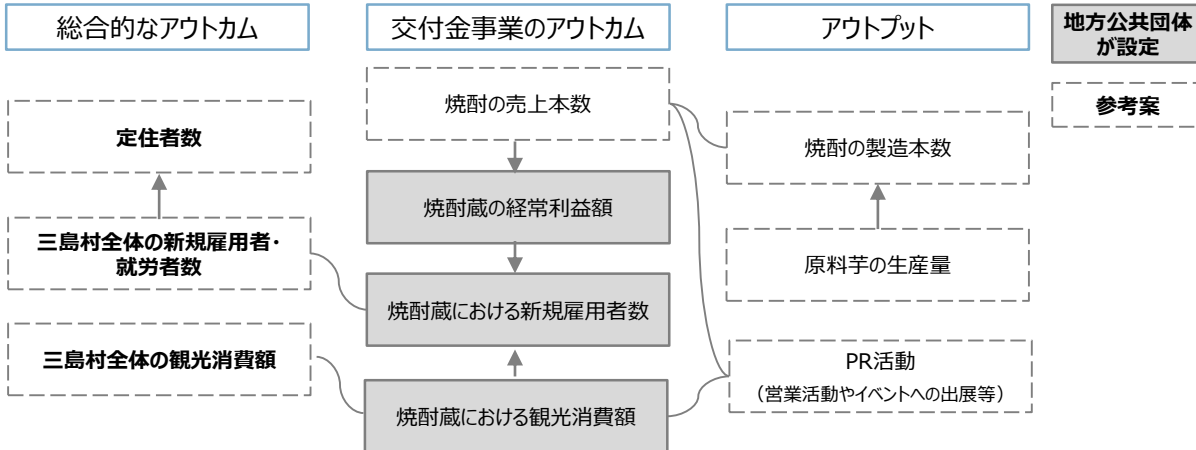 総合的なアウトカム
交付金事業のアウトカム
アウトプット
地方公共団体
が設定
参考案
定住者数
三島村全体の新規雇用者・
就労者数
三島村全体の観光消費額
焼酎の売上本数
焼酎蔵の経常利益額
焼酎蔵における新規雇用者数
焼酎蔵における観光消費額
焼酎の製造本数
原料芋の生産量
PR活動
（営業活動やイベントへの出展等）